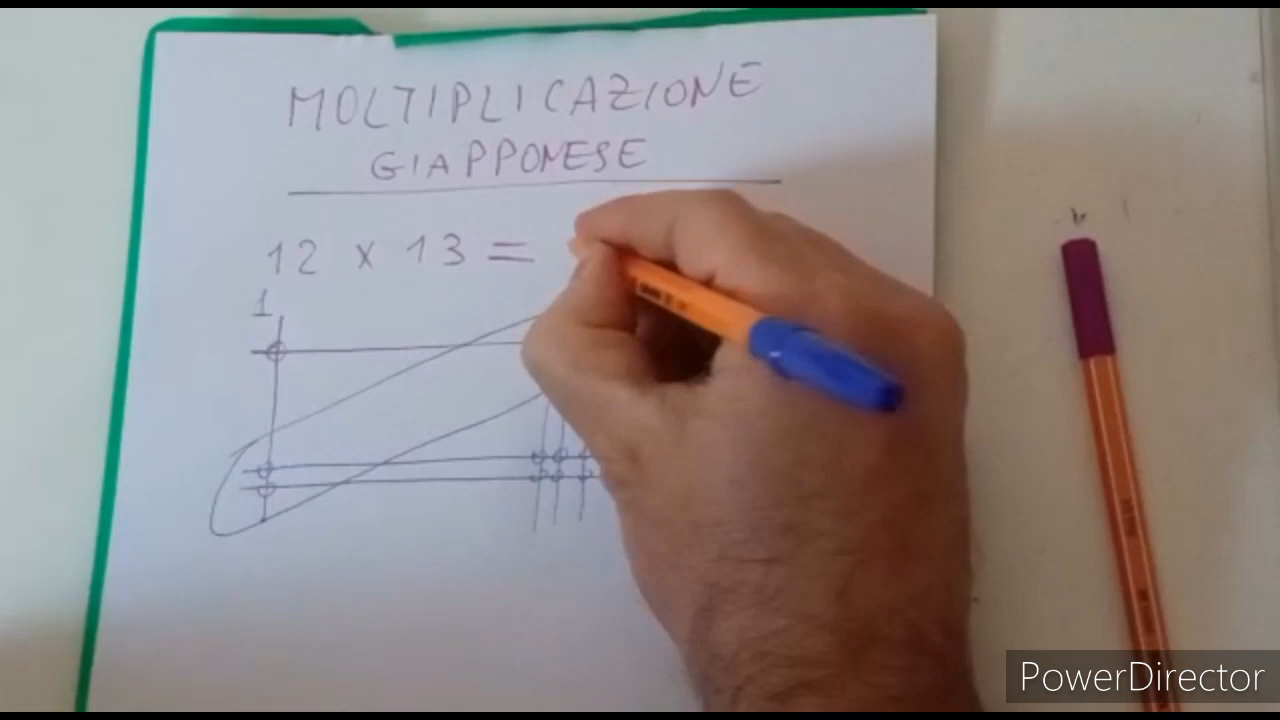 MOLTIPLICAZIONE
GIAPPONESE
12 x 13 =
1
PowerDirector